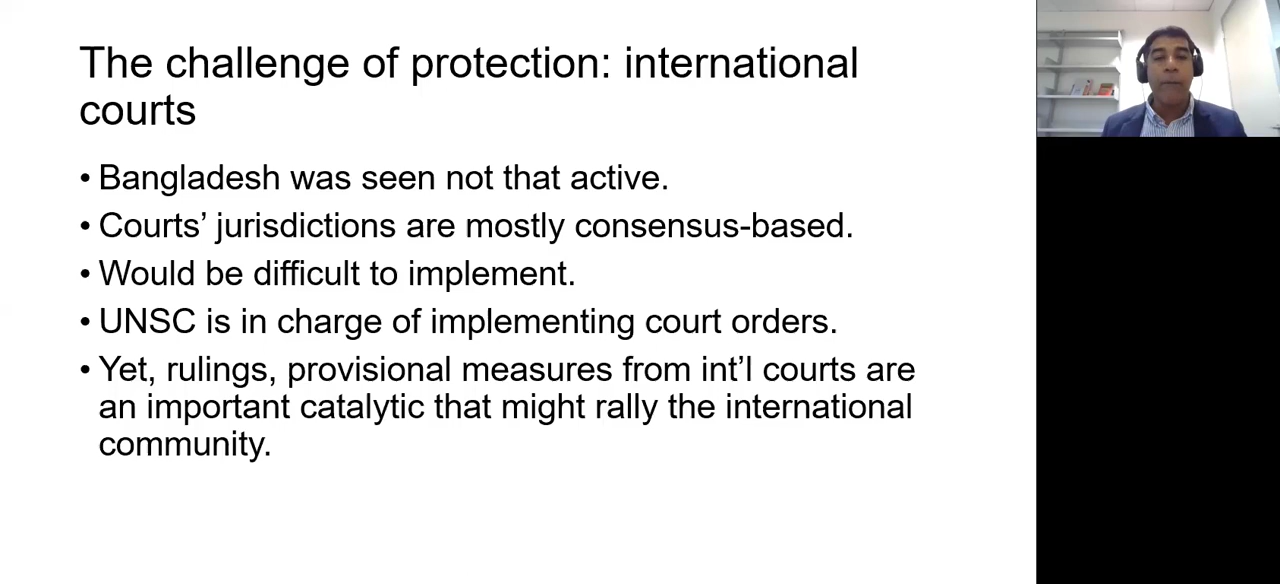 The challenge of protection: international
courts
• Bangladesh was seen not that active.
• Courts’ jurisdictions are mostly consensus-based.
• Would be difficult to implement.
• UNSC is in charge of implementing court orders.
• Yet, rulings, provisional measures from int’l courts are
an important catalytic that might rally the international
community.